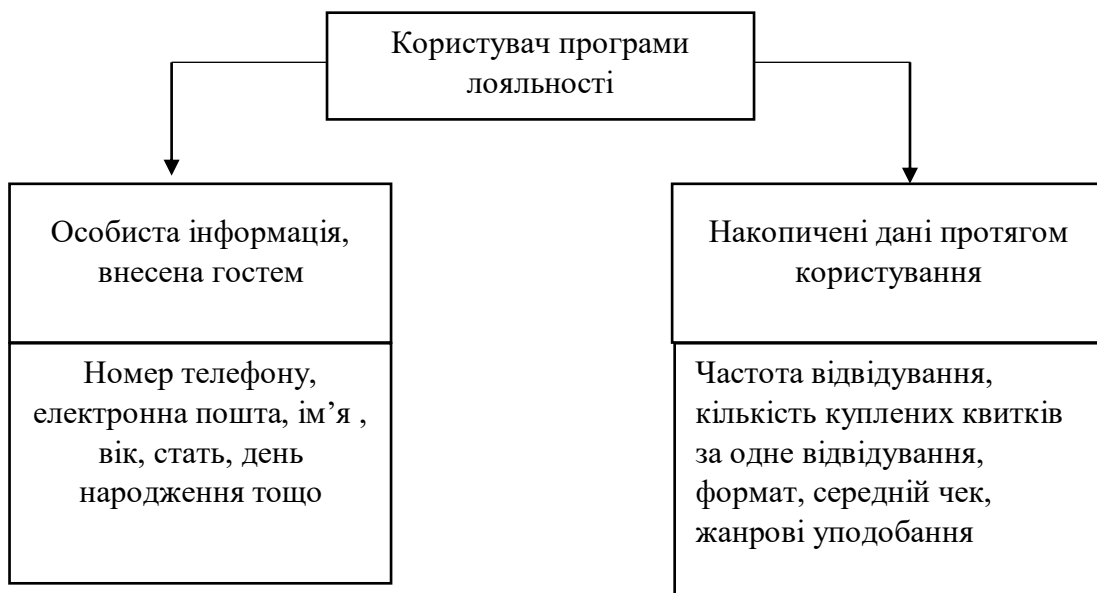 Користувач програми
лояльності
Особиста інформація,
внесена гостем
Накопичені дані протягом
користування
Номер телефону,
електронна пошта, ім’я ,
вік, стать, день
народження тощо
Частота відвідування,
кількість куплених квитків
за одне відвідування,
формат, середній чек,
жанрові уподобання